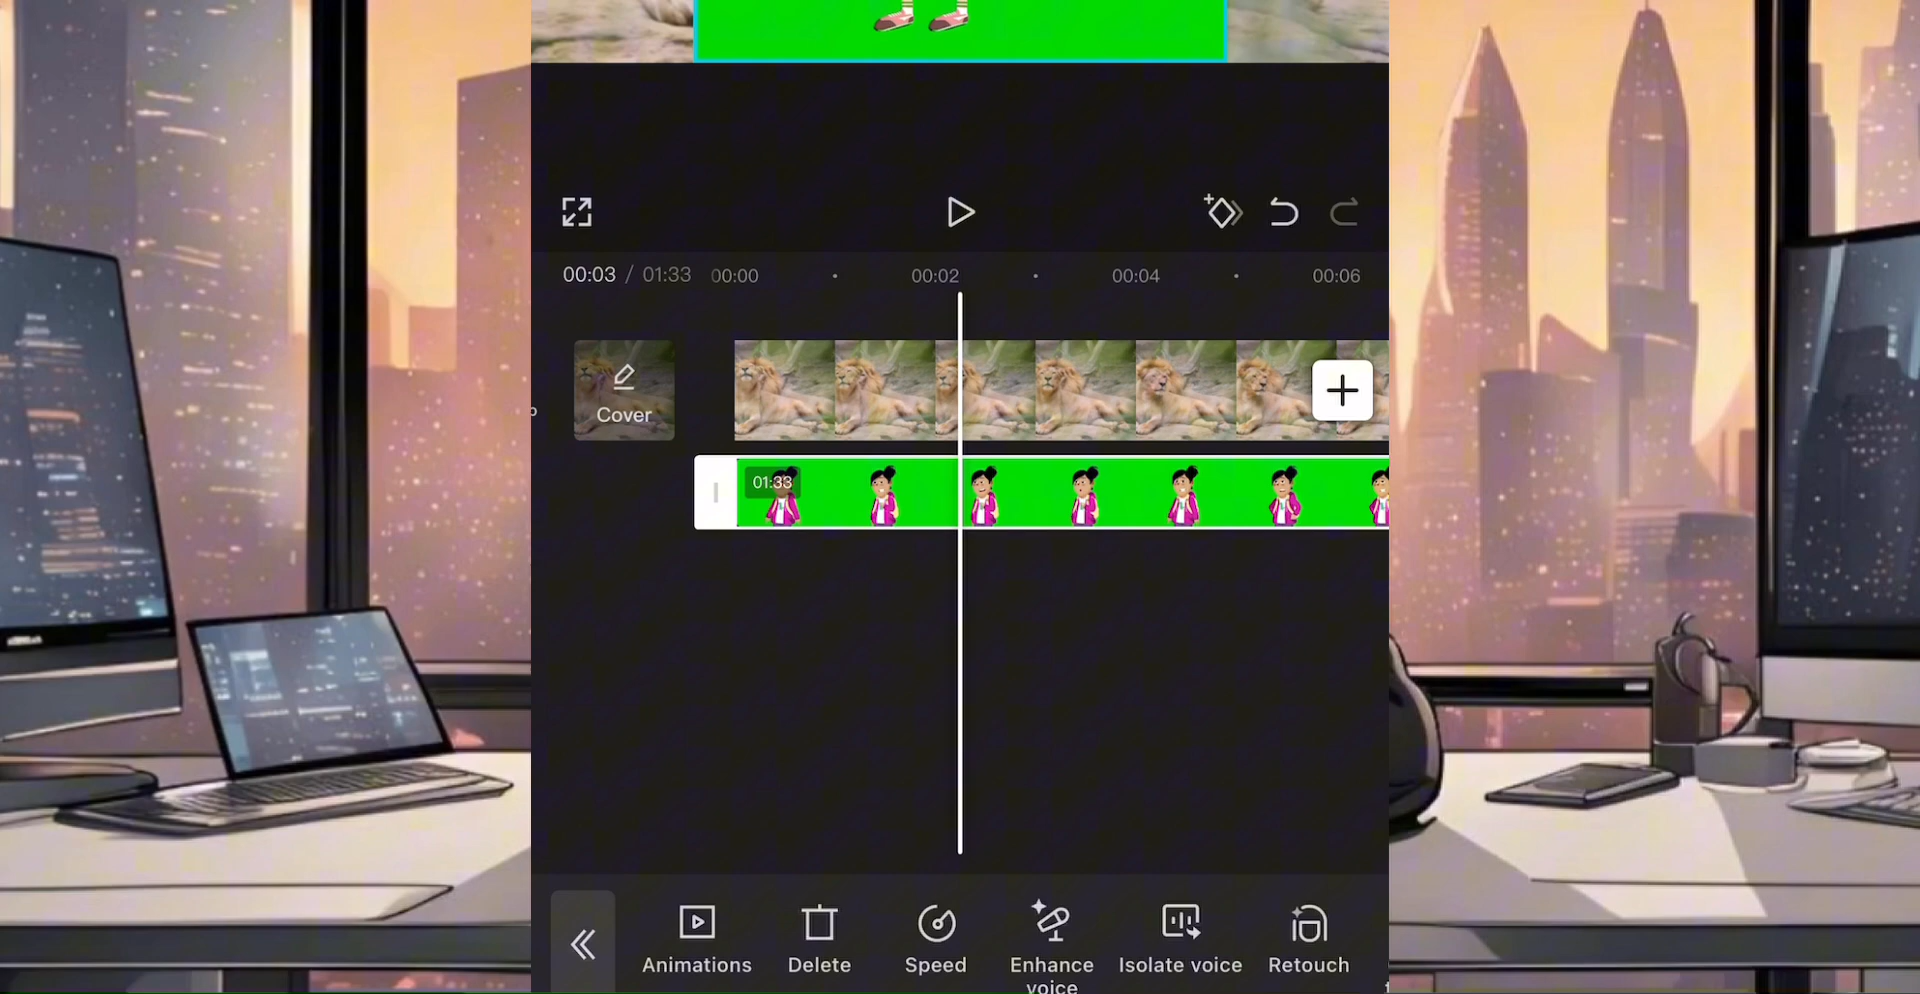 00:03 / 01:33 00:00 00:02 00:04 00:06
Cover
01:33
Animations
Delete
Speed
Enhance
voice
Isolate voice
Retouch